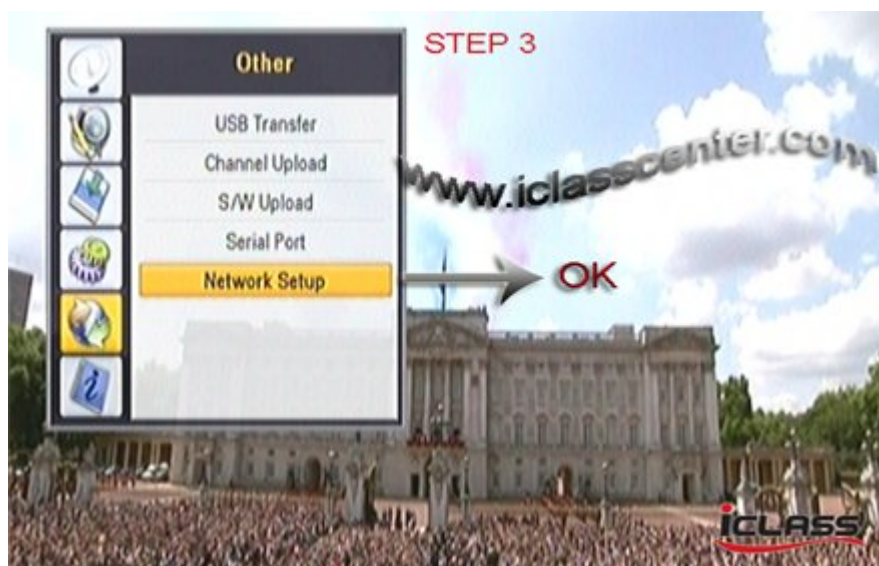 Other
STEP 3
USB Transfer
Channel Upload
S/W Upload
Serial Port
Network Setup
OK
www.iclasscenter.com
iCLASS